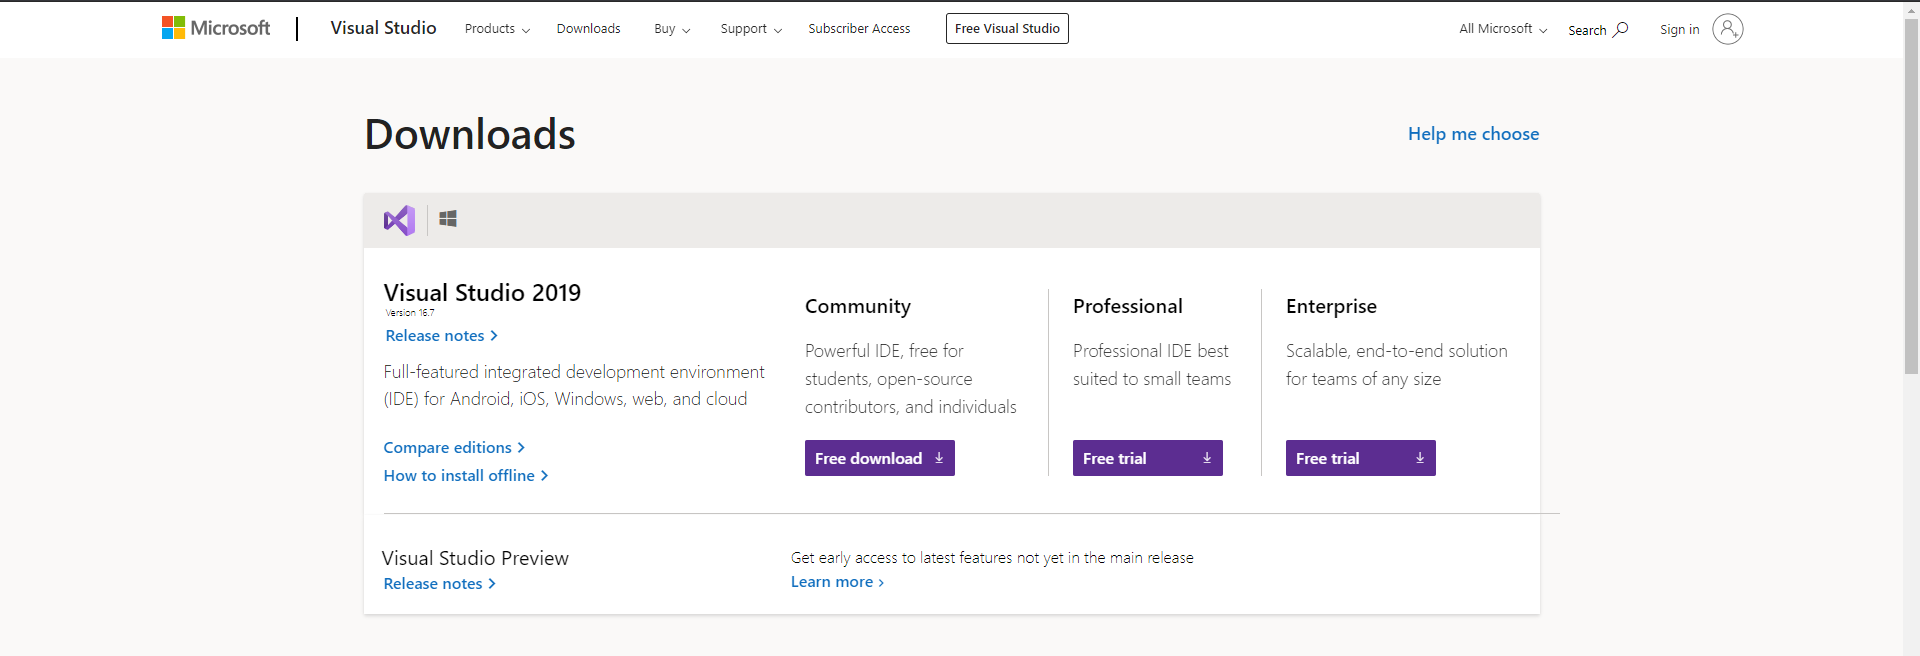 Microsoft Visual Studio Products Downloads Buy Support Subscriber Access Free Visual Studio All Microsoft Search Sign in
Downloads
Help me choose
Visual Studio 2019
Version 16.7
Release notes
Full-featured integrated development environment
(IDE) for Android, iOS, Windows, web, and cloud
Compare editions
How to install offline
Community
Powerful IDE, free for
students, open-source
contributors, and individuals
Free download
Professional
Professional IDE best
suited to small teams
Free trial
Enterprise
Scalable, end-to-end solution
for teams of any size
Free trial
Visual Studio Preview
Release notes
Get early access to latest features not yet in the main release
Learn more